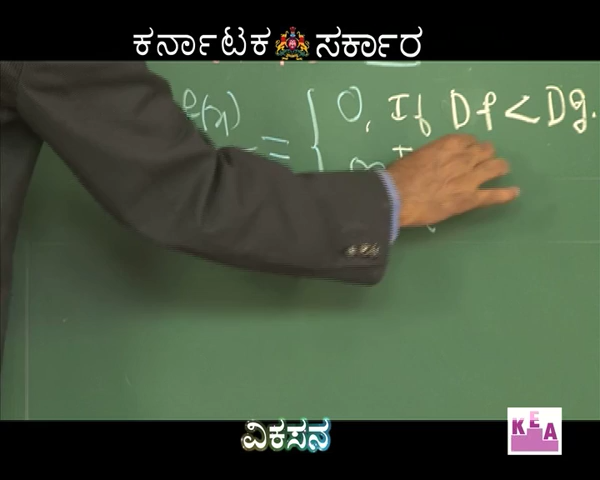 ಕರ್ನಾಟಕ ಸರ್ಕಾರ
f(x) = { 0, If Df < Dg.
∞ I
ವಿಕಸನ
KEA